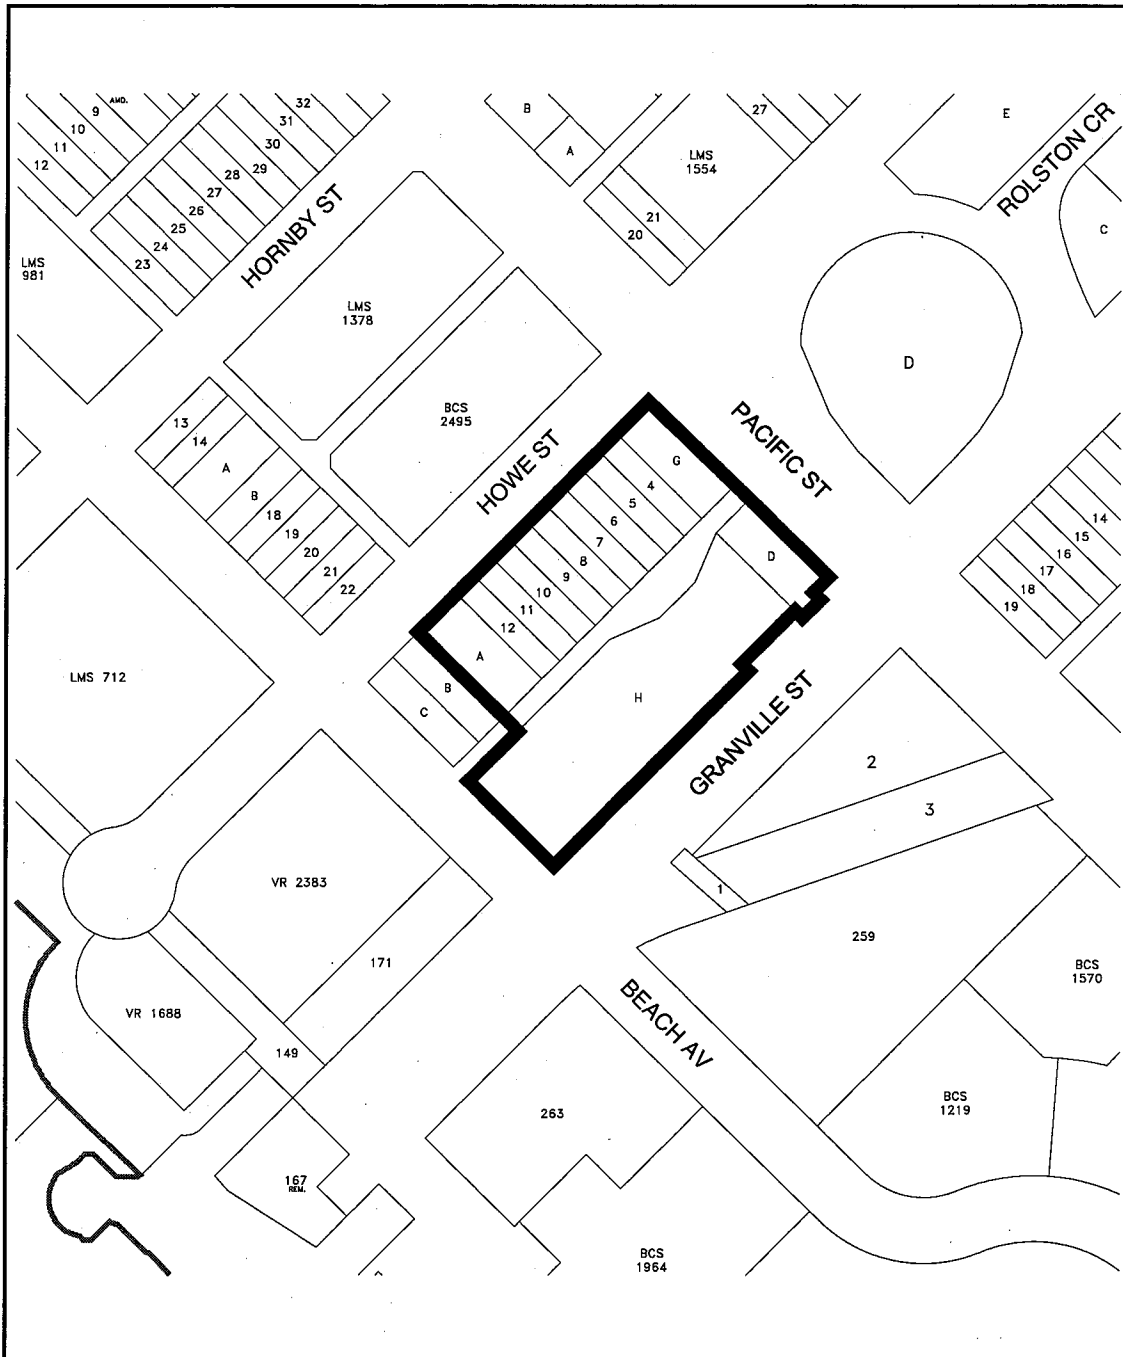 AMD.
9
10
11
12
32
31
30
29
28
27
26
25
24
23
HORNBY ST
B
A
27
LMS
1554
21
20
E
ROLSTON CR
C
LMS
981
LMS
1378
BCS
2495
D
13
14
A
B
18
19
20
21
22
HOWE ST
PACIFIC ST
G
4
5
6
7
8
9
10
11
12
A
B
C
D
H
14
15
16
17
18
19
LMS 712
GRANVILLE ST
2
3
1
VR 2383
171
259
BCS
1570
VR 1688
149
BEACH AV
BCS
1219
263
167
REM.
BCS
1964